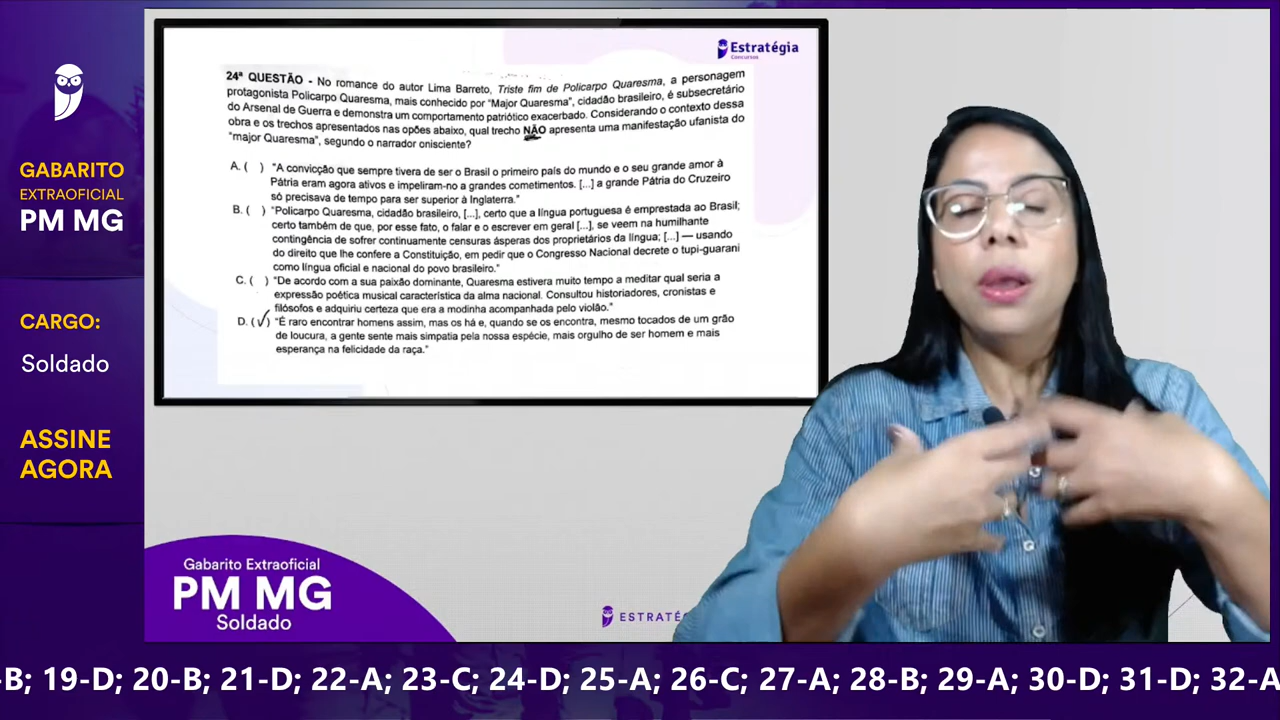 GABARITO
EXTRAOFICIAL
PM MG
CARGO:
Soldado
ASSINE
AGORA
Estratégia
Concursos
24ª QUESTÃO - No romance do autor Lima Barreto, Triste fim de Policarpo Quaresma, a personagem
protagonista Policarpo Quaresma, mais conhecido por "Major Quaresma", cidadão brasileiro, é subsecretário
do Arsenal de Guerra e demonstra um comportamento patriótico exacerbado. Considerando o contexto dessa
obra e os trechos apresentados nas opões abaixo, qual trecho NÃO apresenta uma manifestação ufanista do
"major Quaresma", segundo o narrador onisciente?
A. ( ) "A convicção que sempre tivera de ser o Brasil o primeiro país do mundo e o seu grande amor à
Pátria eram agora ativos e impeliram-no a grandes cometimentos. [...] a grande Pátria do Cruzeiro
só precisava de tempo para ser superior à Inglaterra."
B. ( ) "Policarpo Quaresma, cidadão brasileiro, [...], certo que a língua portuguesa é emprestada ao Brasil;
certo também de que, por esse fato, o falar e o escrever em geral [...], se veem na humilhante
contingência de sofrer continuamente censuras ásperas dos proprietários da língua; [...] — usando
do direito que lhe confere a Constituição, em pedir que o Congresso Nacional decrete o tupi-guarani
como língua oficial e nacional do povo brasileiro."
C. ( ) "De acordo com a sua paixão dominante, Quaresma estivera muito tempo a meditar qual seria a
expressão poética musical característica da alma nacional. Consultou historiadores, cronistas e
filósofos e adquiriu certeza que era a modinha acompanhada pelo violão."
D. (✓) "É raro encontrar homens assim, mas os há e, quando se os encontra, mesmo tocados de um grão
de loucura, a gente sente mais simpatia pela nossa espécie, mais orgulho de ser homem e mais
esperança na felicidade da raça."
Gabarito Extraoficial
PM MG
Soldado
ESTRATÉ
-B; 19-D; 20-B; 21-D; 22-A; 23-C; 24-D; 25-A; 26-C; 27-A; 28-B; 29-A; 30-D; 31-D; 32-A